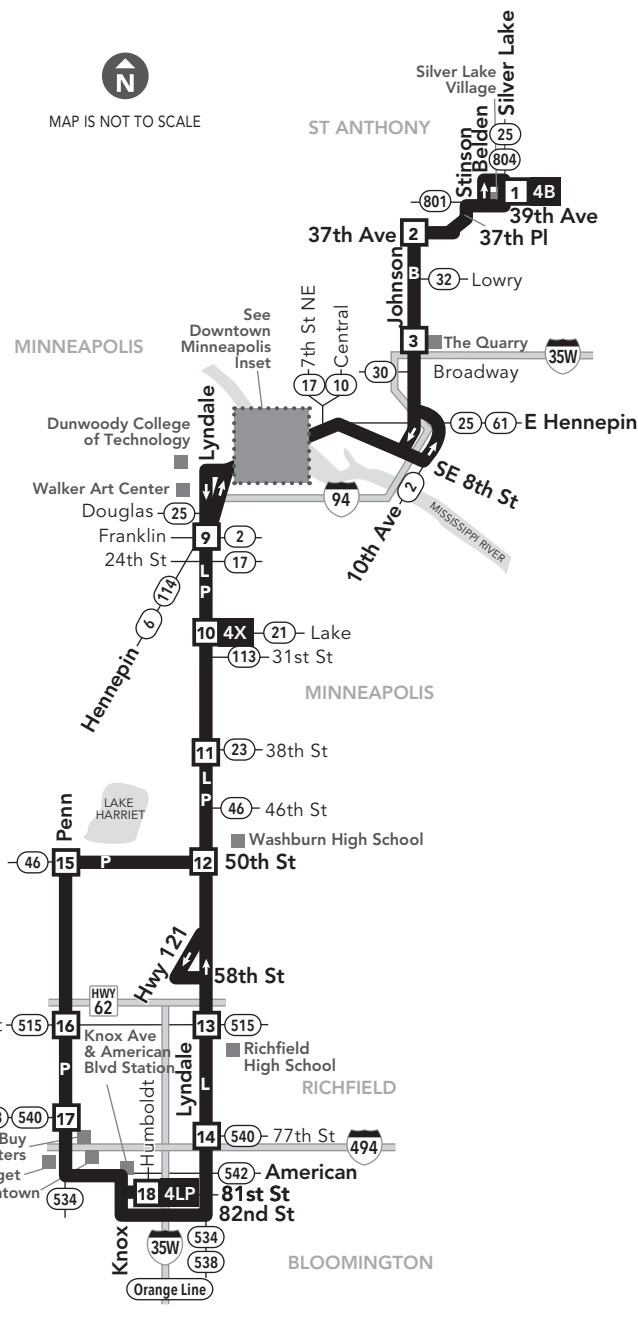 N
MAP IS NOT TO SCALE
ST ANTHONY
Silver Lake
Village
Silver Lake
Belden
Stinson
25
804
801
1 4B
39th Ave
37th Pl
37th Ave 2
Johnson
B
32 Lowry
3
The Quarry
35W
30
Broadway
See
Downtown
Minneapolis
Inset
7th St NE
Central
17 10
MINNEAPOLIS
25 61 E Hennepin
SE 8th St
2
10th Ave
94
MISSISSIPPI RIVER
Lyndale
Dunwoody College
of Technology
Walker Art Center
Douglas 25
Franklin 9 2
24th St 17
L
P
114
6
Hennepin
10 4X 21 Lake
113 31st St
MINNEAPOLIS
11 23 38th St
L
P
46 46th St
LAKE
HARRIET
Penn
Washburn High School
46 15 P 12 50th St
Hwy 121
58th St
HWY
62
515 16 13 515
Knox Ave
& American
Blvd Station
Richfield
High School
P
Lyndale
L
RICHFIELD
Humboldt
540 17
14 540 77th St
494
Buy
ters
get
ntown
534
542 American
18 4LP 81st St
82nd St
Knox
35W
534
538
Orange Line
BLOOMINGTON